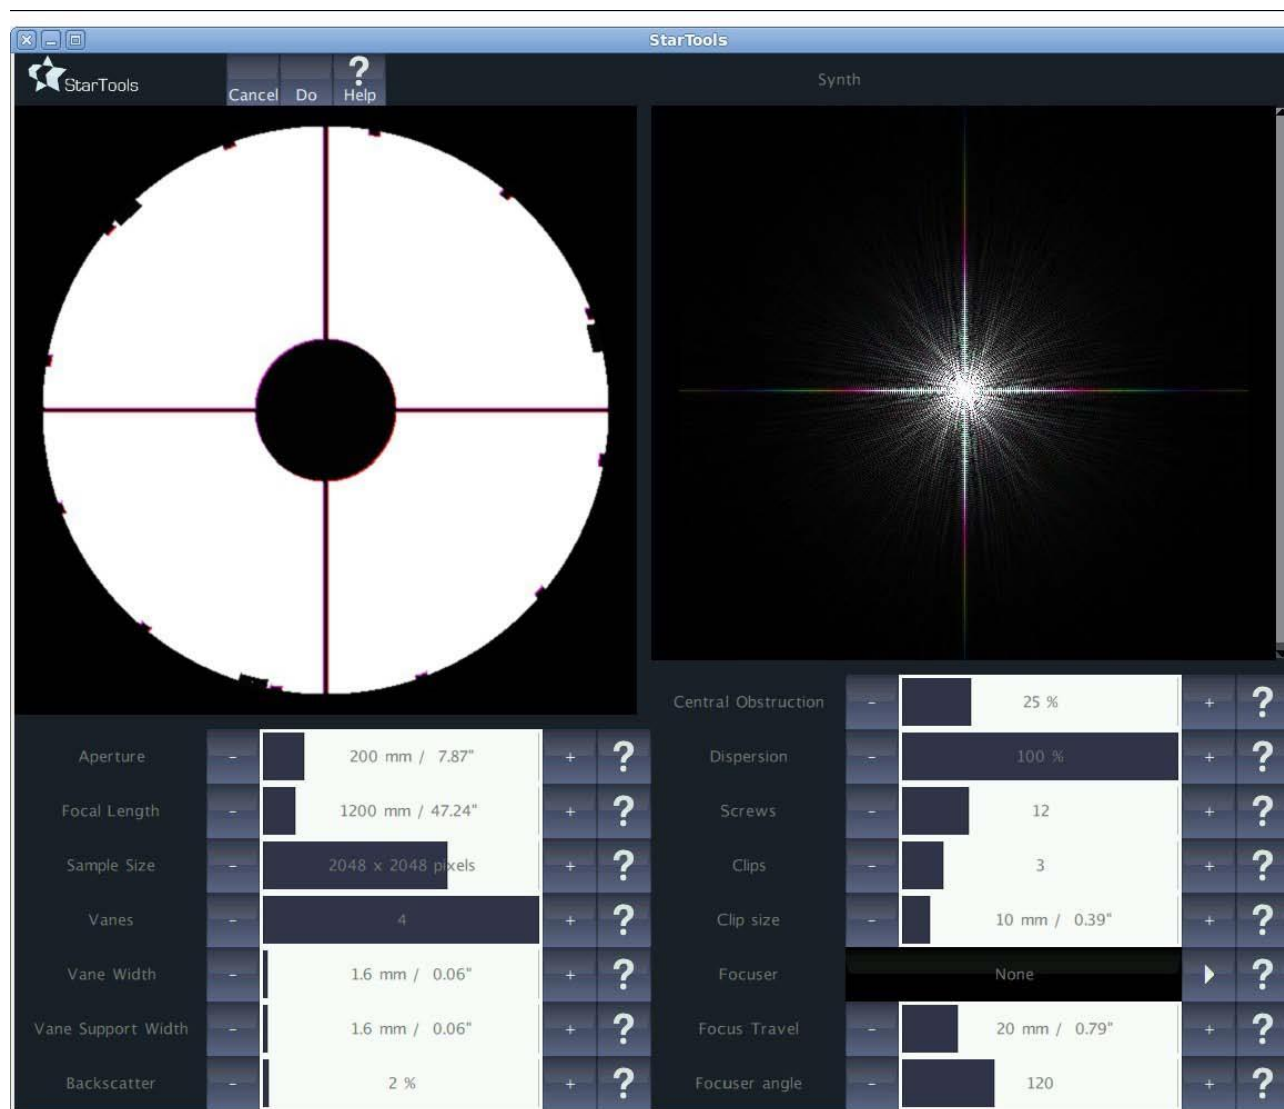 StarTools
StarTools
Cancel Do ? Help
Synth
Central Obstruction - 25 % + ?
Aperture - 200 mm / 7.87" + ?
Dispersion - 100 % + ?
Focal Length - 1200 mm / 47.24" + ?
Screws - 12 + ?
Sample Size - 2048 x 2048 pixels + ?
Clips - 3 + ?
Vanes - 4 + ?
Clip size - 10 mm / 0.39" + ?
Vane Width - 1.6 mm / 0.06" + ?
Focuser None ?
Vane Support Width - 1.6 mm / 0.06" + ?
Focus Travel - 20 mm / 0.79" + ?
Backscatter - 2 % + ?
Focuser angle - 120 + ?